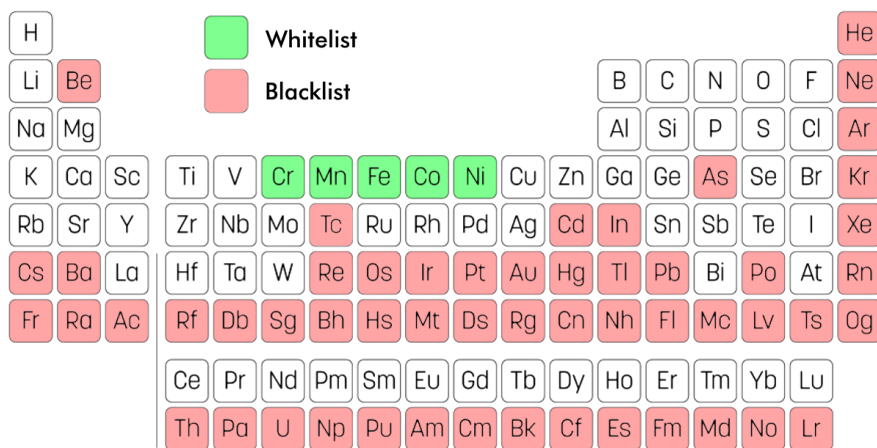 H Whitelist He
Li Be Blacklist B C N O F Ne
Na Mg Al Si P S Cl Ar
K Ca Sc Ti V Cr Mn Fe Co Ni Cu Zn Ga Ge As Se Br Kr
Rb Sr Y Zr Nb Mo Tc Ru Rh Pd Ag Cd In Sn Sb Te I Xe
Cs Ba La Hf Ta W Re Os Ir Pt Au Hg Tl Pb Bi Po At Rn
Fr Ra Ac Rf Db Sg Bh Hs Mt Ds Rg Cn Nh Fl Mc Lv Ts Og
Ce Pr Nd Pm Sm Eu Gd Tb Dy Ho Er Tm Yb Lu
Th Pa U Np Pu Am Cm Bk Cf Es Fm Md No Lr